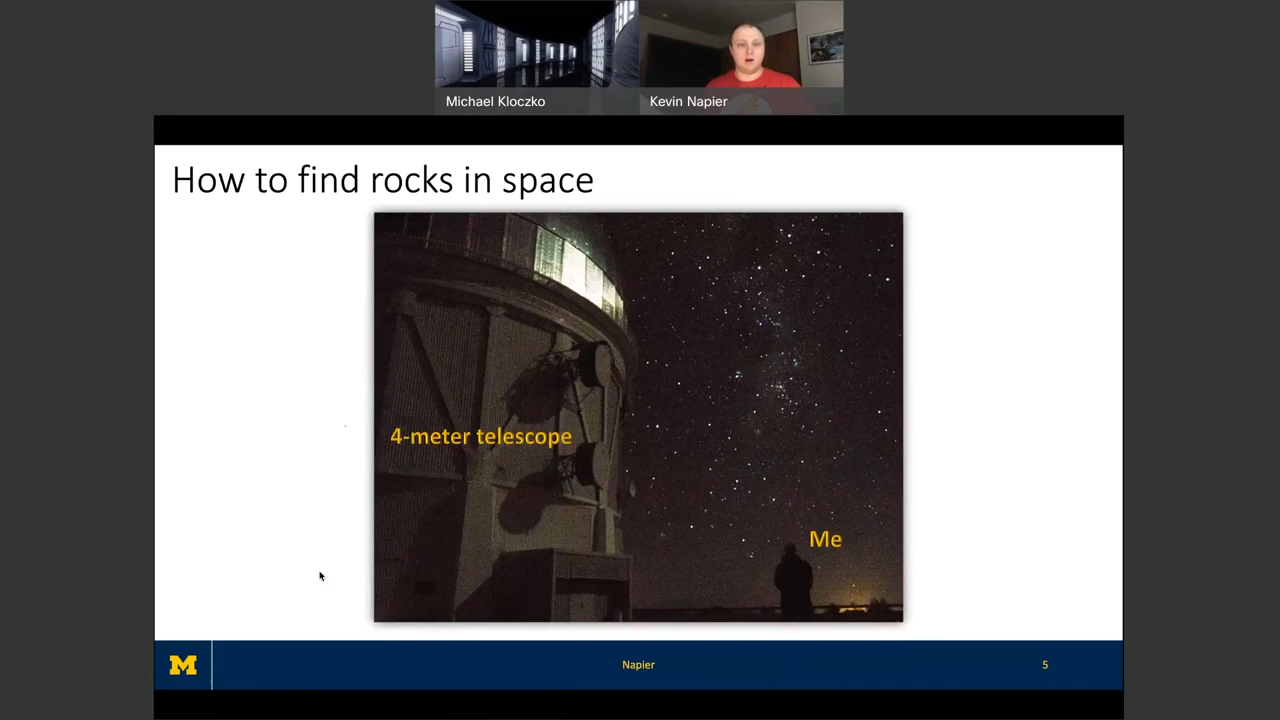 Michael Kloczko
Kevin Napier
How to find rocks in space
4-meter telescope
Me
M
Napier
5